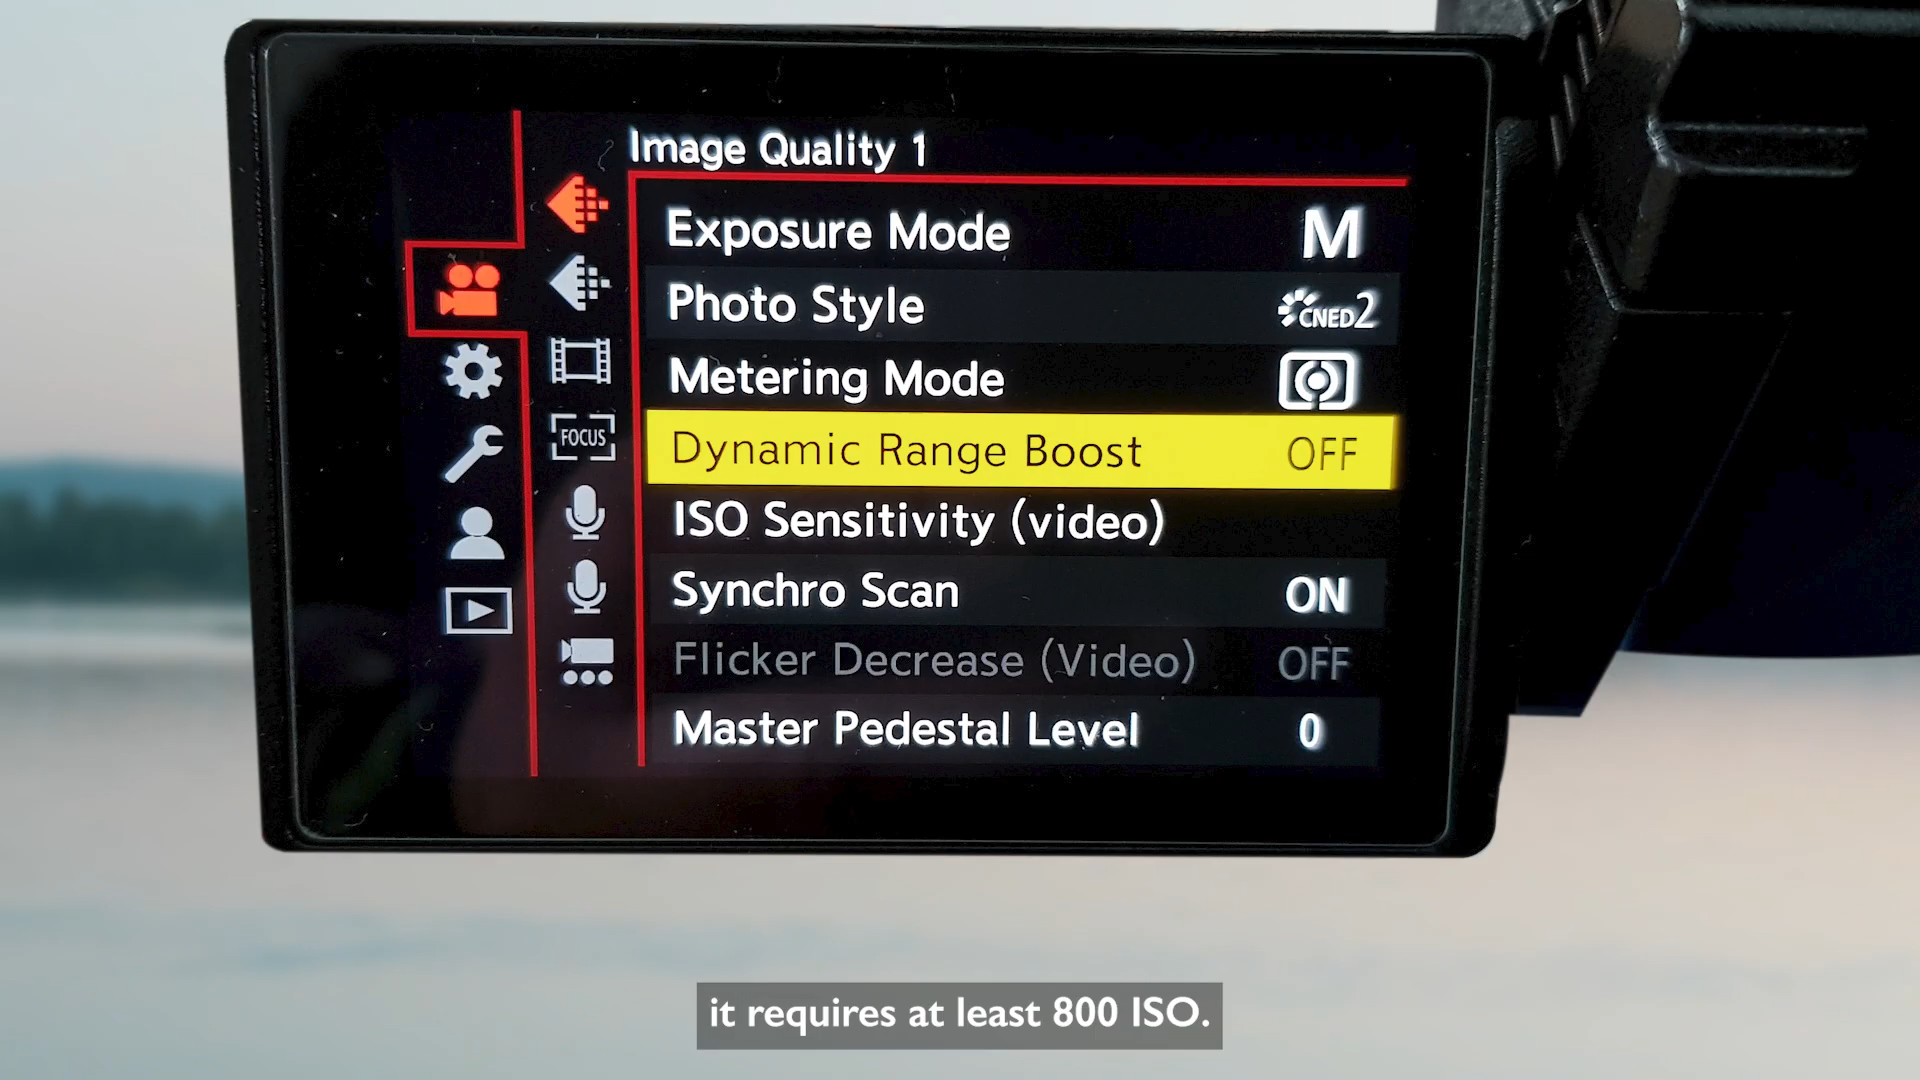 Image Quality 1
Exposure Mode M
Photo Style CNED2
Metering Mode
Dynamic Range Boost OFF
FOCUS
ISO Sensitivity (video)
Synchro Scan ON
Flicker Decrease (Video) OFF
Master Pedestal Level 0
it requires at least 800 ISO.